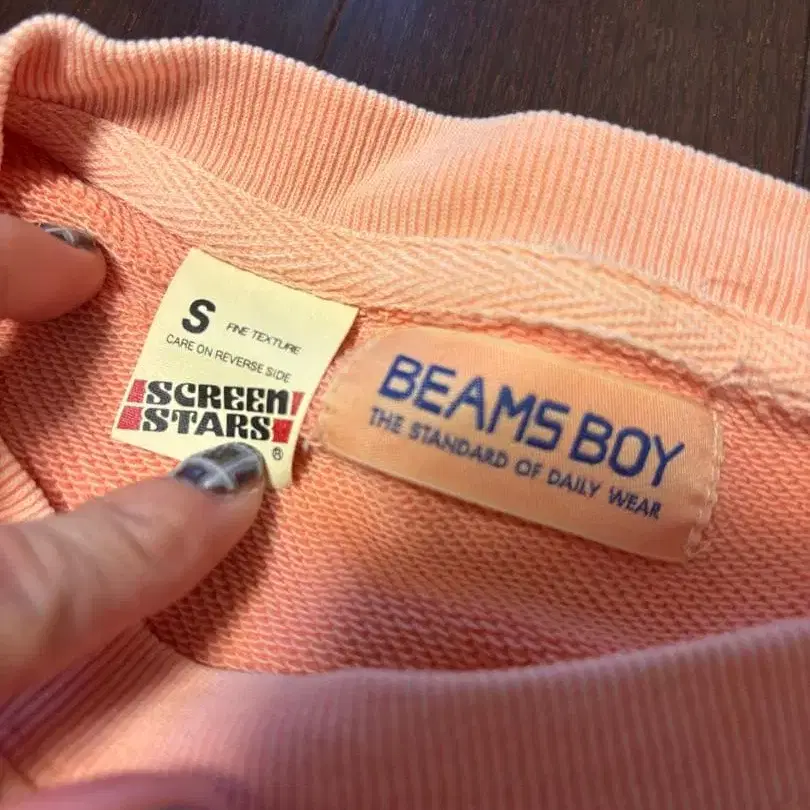 S FINE TEXTURE
CARE ON REVERSE SIDE
SCREEN
STARS®
BEAMS BOY
THE STANDARD OF DAILY WEAR